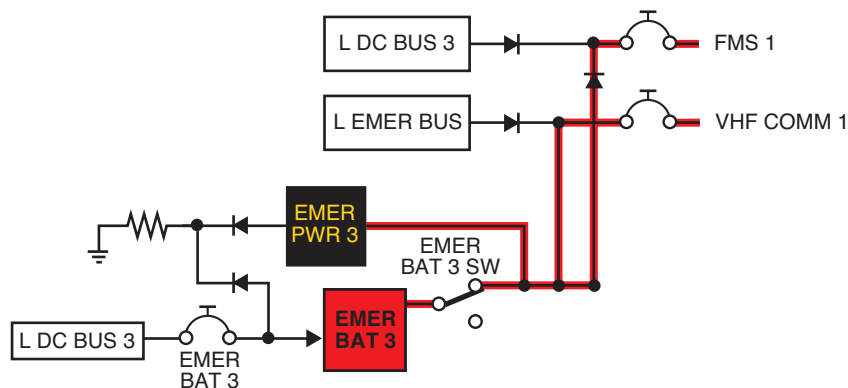 L DC BUS 3
FMS 1
L EMER BUS
VHF COMM 1
EMER
PWR 3
EMER
BAT 3 SW
EMER
BAT 3
L DC BUS 3
EMER
BAT 3